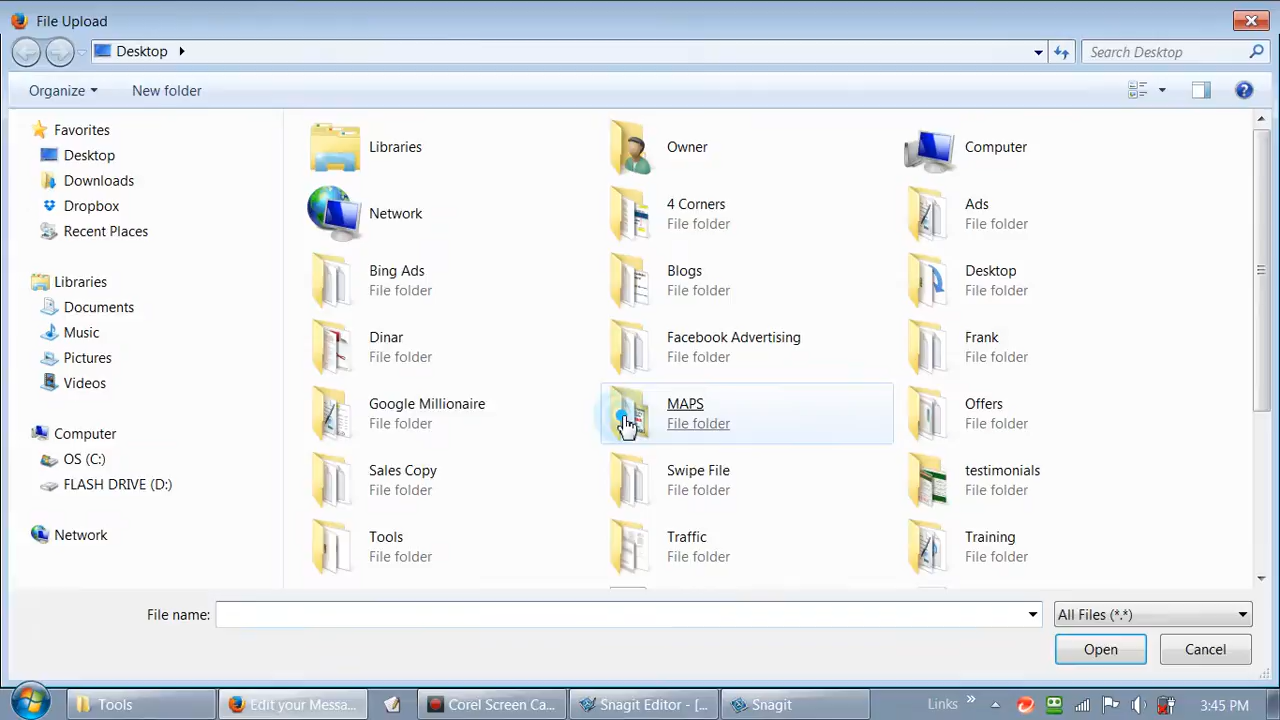 File Upload
Desktop
Search Desktop
Organize
New folder
Favorites
Desktop
Downloads
Dropbox
Recent Places
Libraries
Documents
Music
Pictures
Videos
Computer
OS (C:)
FLASH DRIVE (D:)
Network
Libraries
Owner
Computer
Network
4 Corners
File folder
Ads
File folder
Bing Ads
File folder
Blogs
File folder
Desktop
File folder
Dinar
File folder
Facebook Advertising
File folder
Frank
File folder
Google Millionaire
File folder
MAPS
File folder
Offers
File folder
Sales Copy
File folder
Swipe File
File folder
testimonials
File folder
Tools
File folder
Traffic
File folder
Training
File folder
File name:
All Files (*.*)
Open
Cancel
Tools
Edit your Messa...
Corel Screen Ca...
Snagit Editor - [...
Snagit
Links
3:45 PM